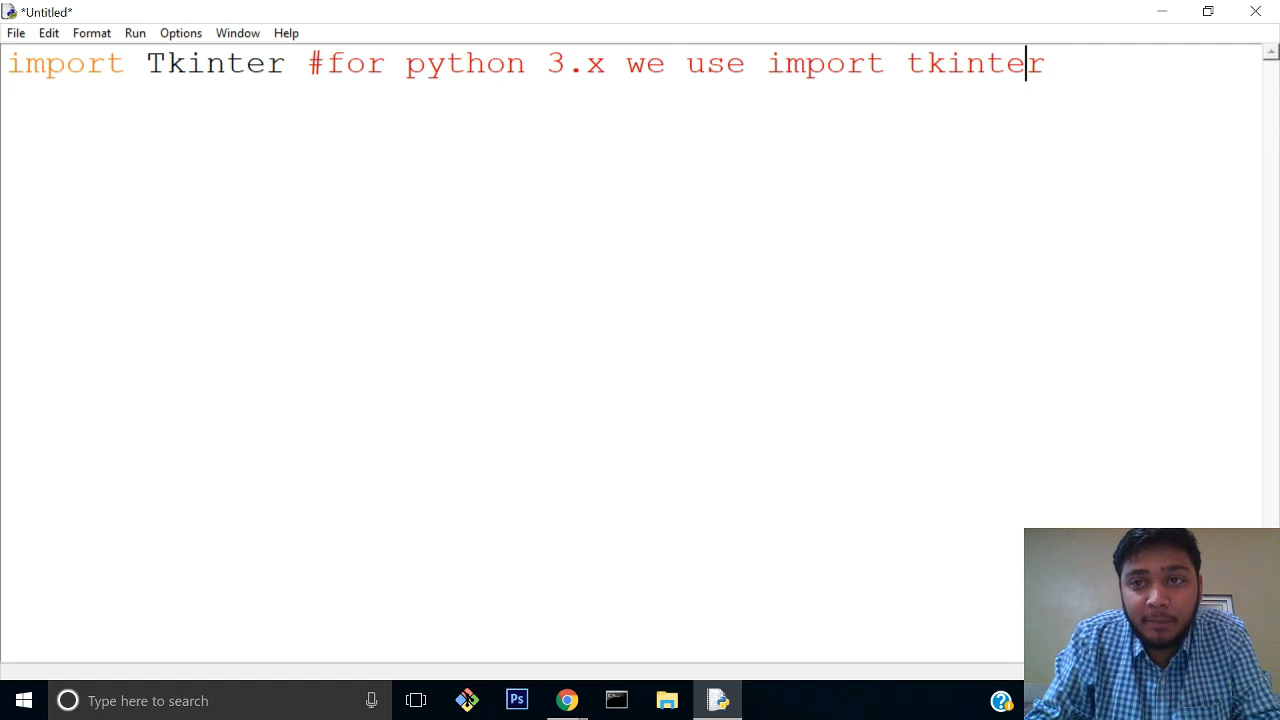 *Untitled*
File Edit Format Run Options Window Help
import Tkinter #for python 3.x we use import tkinter
Type here to search
Ps